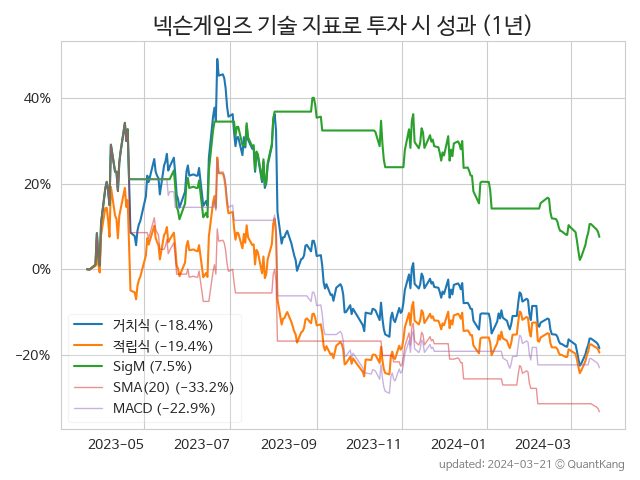 넥슨게임즈 기술 지표로 투자 시 성과 (1년)
40%
20%
0%
−20%
거치식 (−18.4%)
적립식 (−19.4%)
SigM (7.5%)
SMA(20) (−33.2%)
MACD (−22.9%)
2023-05 2023-07 2023-09 2023-11 2024-01 2024-03
updated: 2024-03-21 © QuantKang